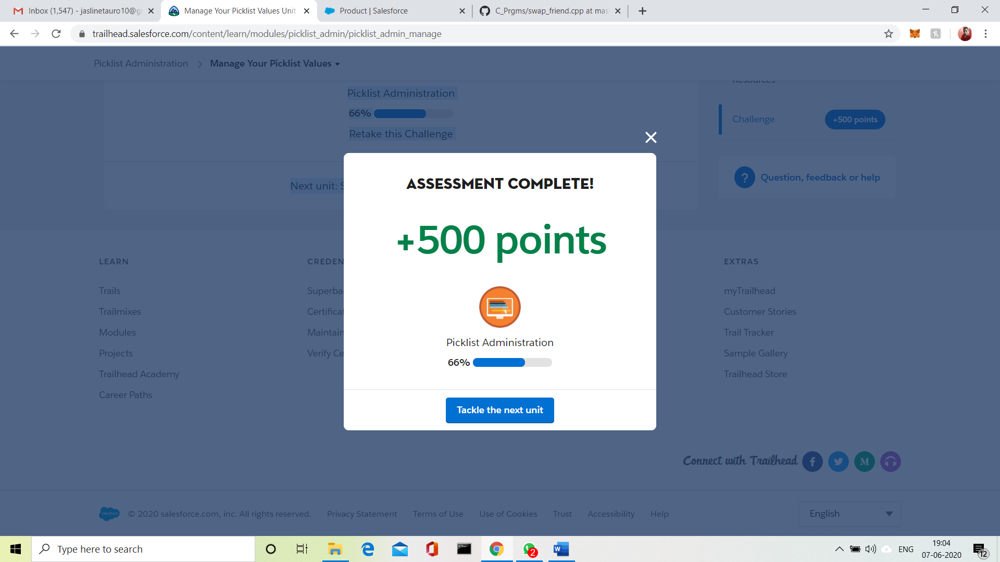 Inbox (1,547) - jaslinetauro10@g
Manage Your Picklist Values Unit
Product | Salesforce
C_Prgms/swap_friend.cpp at mas
trailhead.salesforce.com/content/learn/modules/picklist_admin/picklist_admin_manage
Picklist Administration > Manage Your Picklist Values
Resources
Picklist Administration
66%
Retake this Challenge
Challenge
+500 points
Next unit: S
Question, feedback or help
ASSESSMENT COMPLETE!
+500 points
Picklist Administration
66%
Tackle the next unit
LEARN
Trails
Trailmixes
Modules
Projects
Trailhead Academy
Career Paths
CREDEN
Superba
Certificat
Maintain
Verify Ce
EXTRAS
myTrailhead
Customer Stories
Trail Tracker
Sample Gallery
Trailhead Store
Connect with Trailhead
salesforce
© 2020 salesforce.com, inc. All rights reserved.
Privacy Statement
Terms of Use
Use of Cookies
Trust
Accessibility
Help
English
Type here to search
2
ENG
19:04
07-06-2020
12